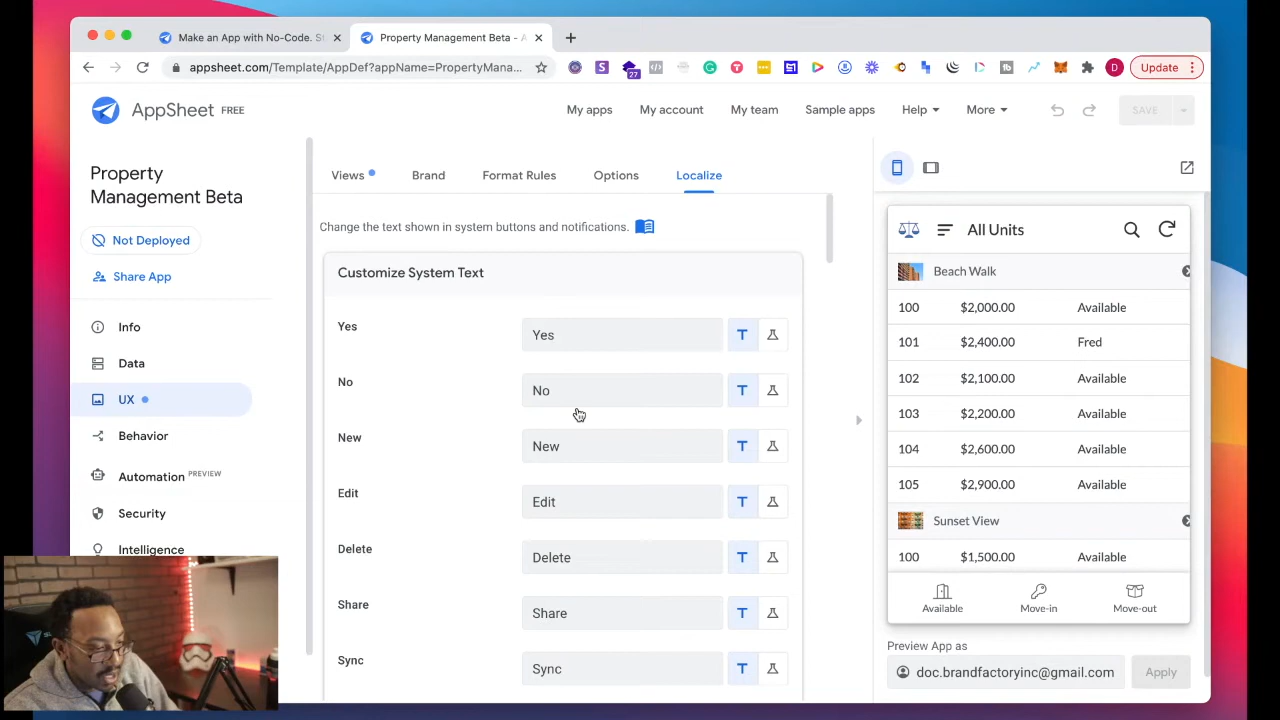 Make an App with No-Code. St
Property Management Beta - A
appsheet.com/Template/AppDef?appName=PropertyMana...
27
D
Update
AppSheet FREE
My apps
My account
My team
Sample apps
Help
More
SAVE
Property
Management Beta
Not Deployed
Share App
Info
Data
UX
Behavior
Automation PREVIEW
Security
Intelligence
Views
Brand
Format Rules
Options
Localize
Change the text shown in system buttons and notifications.
Customize System Text
Yes
Yes
T
No
No
T
New
New
T
Edit
Edit
T
Delete
Delete
T
Share
Share
T
Sync
Sync
T
All Units
Beach Walk
100 $2,000.00 Available
101 $2,400.00 Fred
102 $2,100.00 Available
103 $2,200.00 Available
104 $2,600.00 Available
105 $2,900.00 Available
Sunset View
100 $1,500.00 Available
Available
Move-in
Move-out
Preview App as
doc.brandfactoryinc@gmail.com
Apply